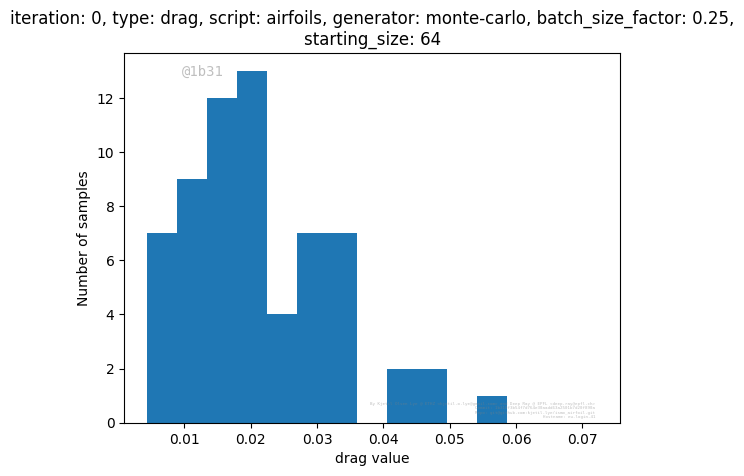 iteration: 0, type: drag, script: airfoils, generator: monte-carlo, batch_size_factor: 0.25,
starting_size: 64
@1b31
12
10
8
6
4
2
0
Number of samples
0.01 0.02 0.03 0.04 0.05 0.06 0.07
drag value